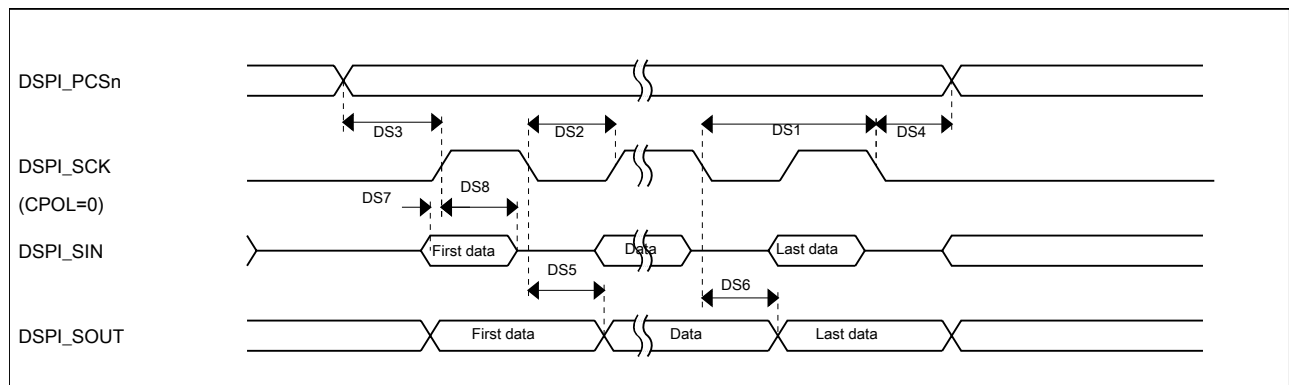 DSPI_PCSn
DS3
DS2
DS1
DS4
DSPI_SCK
(CPOL=0)
DS7
DS8
DSPI_SIN
First data
Data
Last data
DS5
DS6
DSPI_SOUT
First data
Data
Last data